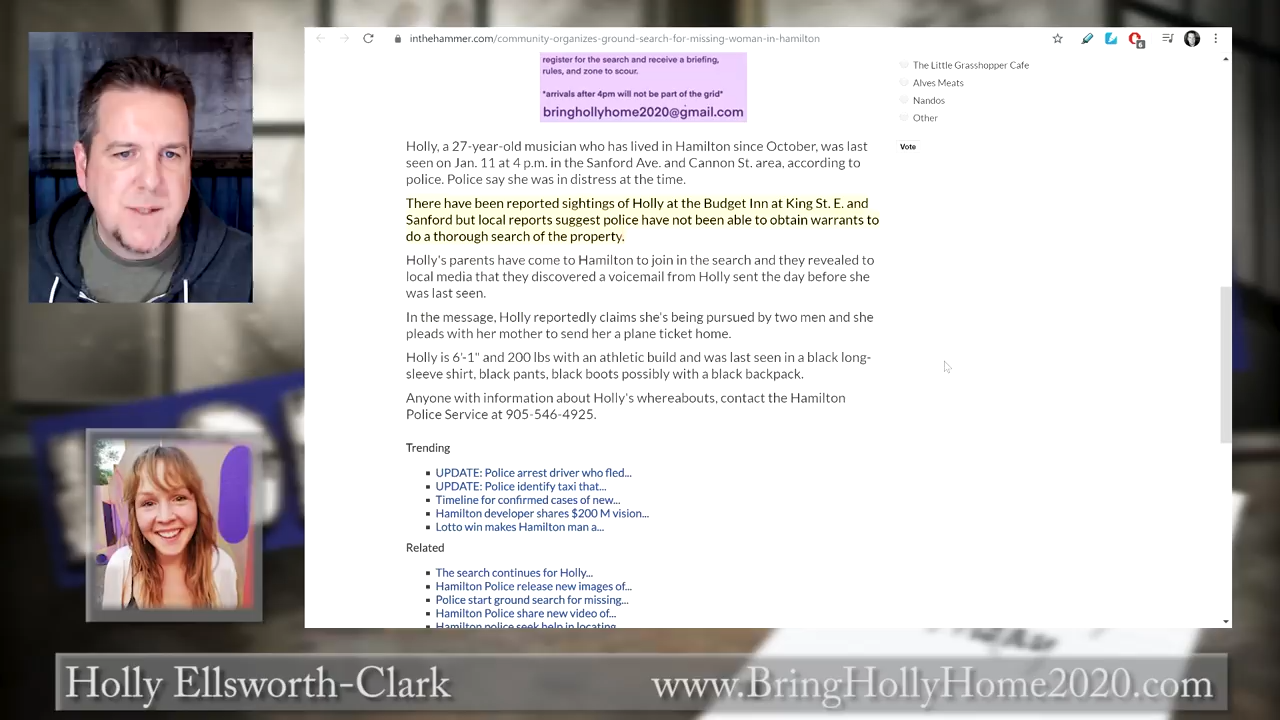 inthehammer.com/community-organizes-ground-search-for-missing-woman-in-hamilton
6
register for the search and receive a briefing,
rules, and zone to scour.
*arrivals after 4pm will not be part of the grid*
bringhollyhome2020@gmail.com
The Little Grasshopper Cafe
Alves Meats
Nandos
Other
Vote
Holly, a 27-year-old musician who has lived in Hamilton since October, was last
seen on Jan. 11 at 4 p.m. in the Sanford Ave. and Cannon St. area, according to
police. Police say she was in distress at the time.
There have been reported sightings of Holly at the Budget Inn at King St. E. and
Sanford but local reports suggest police have not been able to obtain warrants to
do a thorough search of the property.
Holly's parents have come to Hamilton to join in the search and they revealed to
local media that they discovered a voicemail from Holly sent the day before she
was last seen.
In the message, Holly reportedly claims she's being pursued by two men and she
pleads with her mother to send her a plane ticket home.
Holly is 6'-1" and 200 lbs with an athletic build and was last seen in a black long-
sleeve shirt, black pants, black boots possibly with a black backpack.
Anyone with information about Holly's whereabouts, contact the Hamilton
Police Service at 905-546-4925.
Trending
UPDATE: Police arrest driver who fled...
UPDATE: Police identify taxi that...
Timeline for confirmed cases of new...
Hamilton developer shares $200 M vision...
Lotto win makes Hamilton man a...
Related
The search continues for Holly...
Hamilton Police release new images of...
Police start ground search for missing...
Hamilton Police share new video of...
Hamilton police seek help in locating
Holly Ellsworth-Clark
www.BringHollyHome2020.com